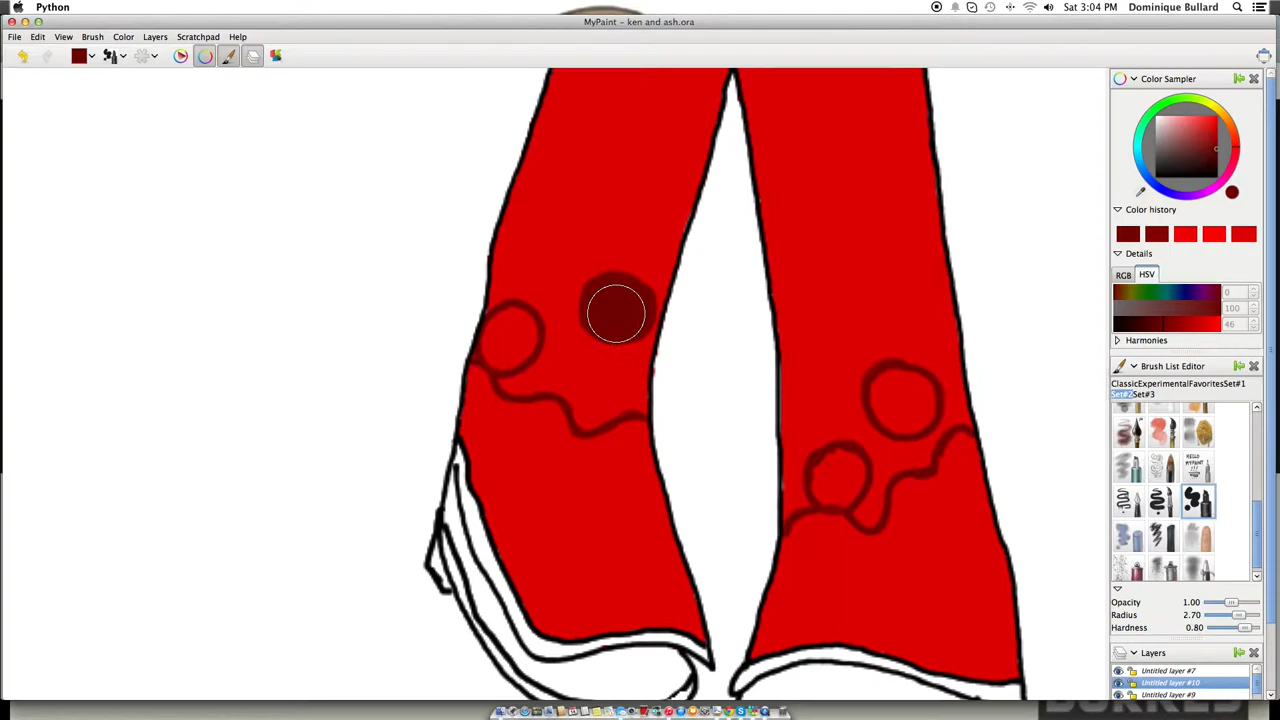 Python
Sat 3:04 PM Dominique Bullard
MyPaint - ken and ash.ora
File Edit View Brush Color Layers Scratchpad Help
Color Sampler
Color history
Details
RGB HSV
0
100
46
Harmonies
Brush List Editor
ClassicExperimentalFavoritesSet#1
Set#2Set#3
HELLO
MYPAINT
Opacity 1.00
Radius 2.70
Hardness 0.80
Layers
Untitled layer #7
Untitled layer #10
Untitled layer #9